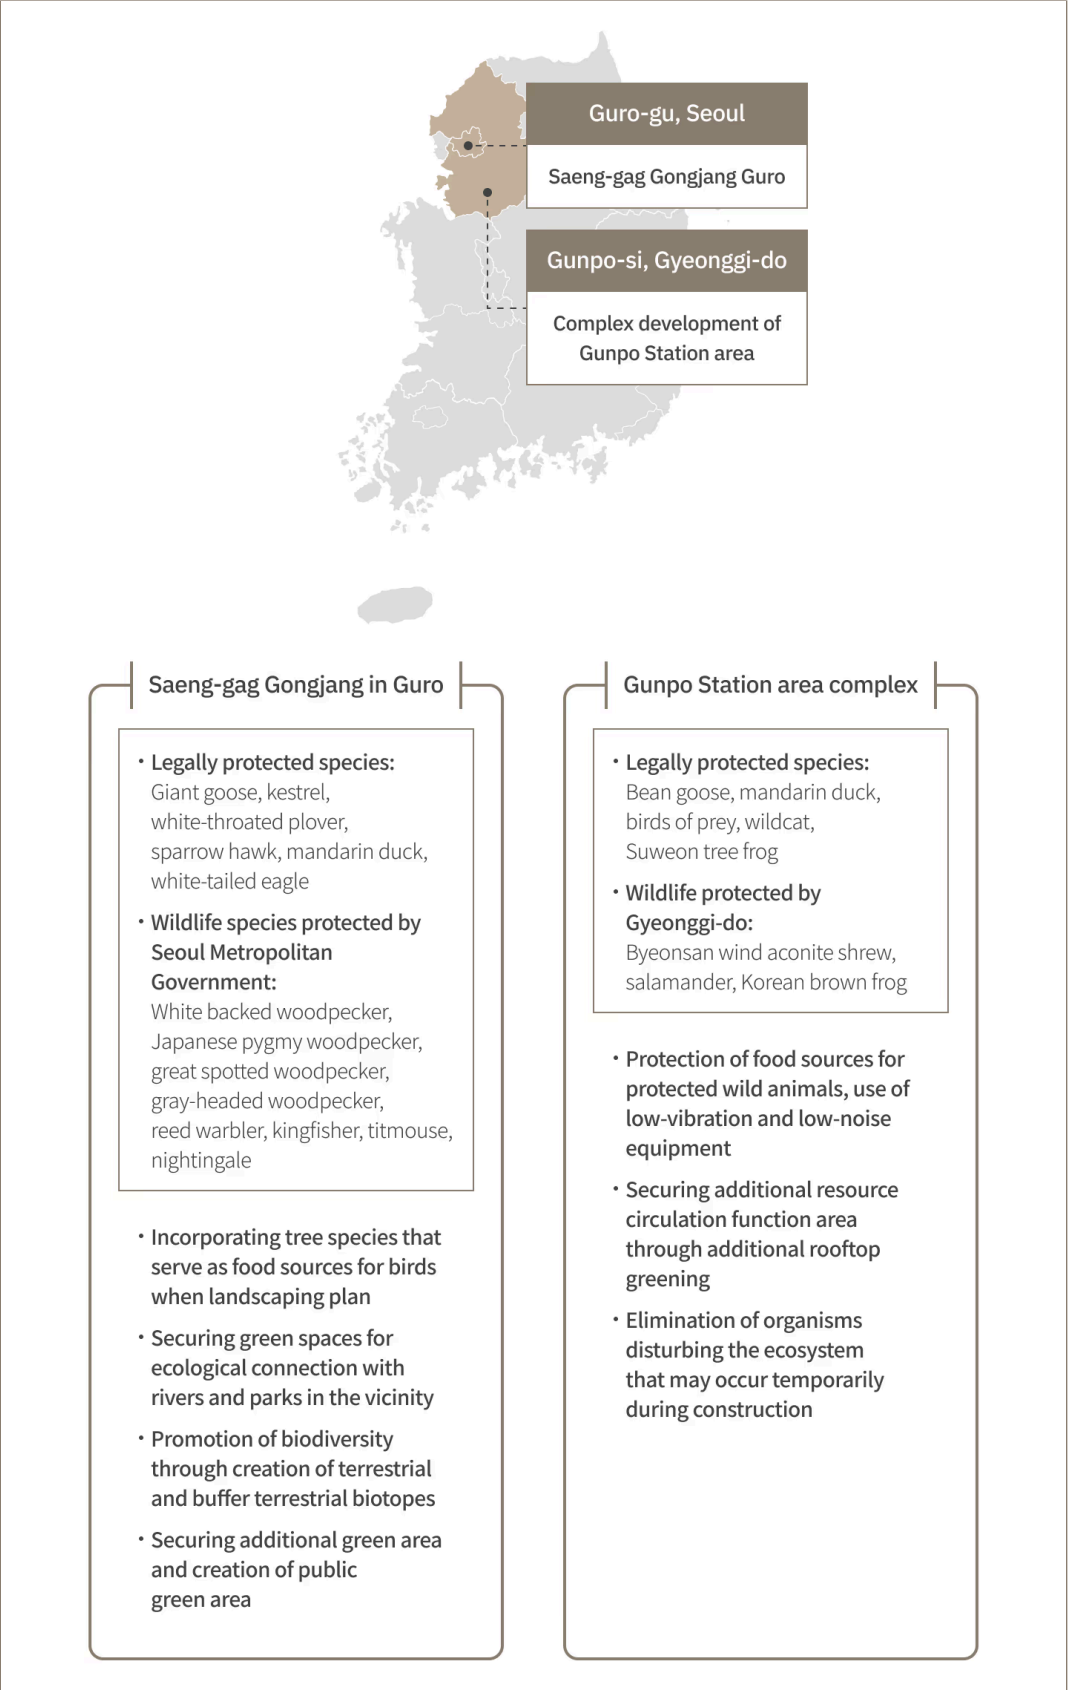 Guro-gu, Seoul
Saeng-gag Gongjang Guro
Gunpo-si, Gyeonggi-do
Complex development of
Gunpo Station area
Saeng-gag Gongjang in Guro
· Legally protected species:
Giant goose, kestrel,
white-throated plover,
sparrow hawk, mandarin duck,
white-tailed eagle
· Wildlife species protected by
Seoul Metropolitan
Government:
White backed woodpecker,
Japanese pygmy woodpecker,
great spotted woodpecker,
gray-headed woodpecker,
reed warbler, kingfisher, titmouse,
nightingale
· Incorporating tree species that
serve as food sources for birds
when landscaping plan
· Securing green spaces for
ecological connection with
rivers and parks in the vicinity
· Promotion of biodiversity
through creation of terrestrial
and buffer terrestrial biotopes
· Securing additional green area
and creation of public
green area
Gunpo Station area complex
· Legally protected species:
Bean goose, mandarin duck,
birds of prey, wildcat,
Suweon tree frog
· Wildlife protected by
Gyeonggi-do:
Byeonsan wind aconite shrew,
salamander, Korean brown frog
· Protection of food sources for
protected wild animals, use of
low-vibration and low-noise
equipment
· Securing additional resource
circulation function area
through additional rooftop
greening
· Elimination of organisms
disturbing the ecosystem
that may occur temporarily
during construction